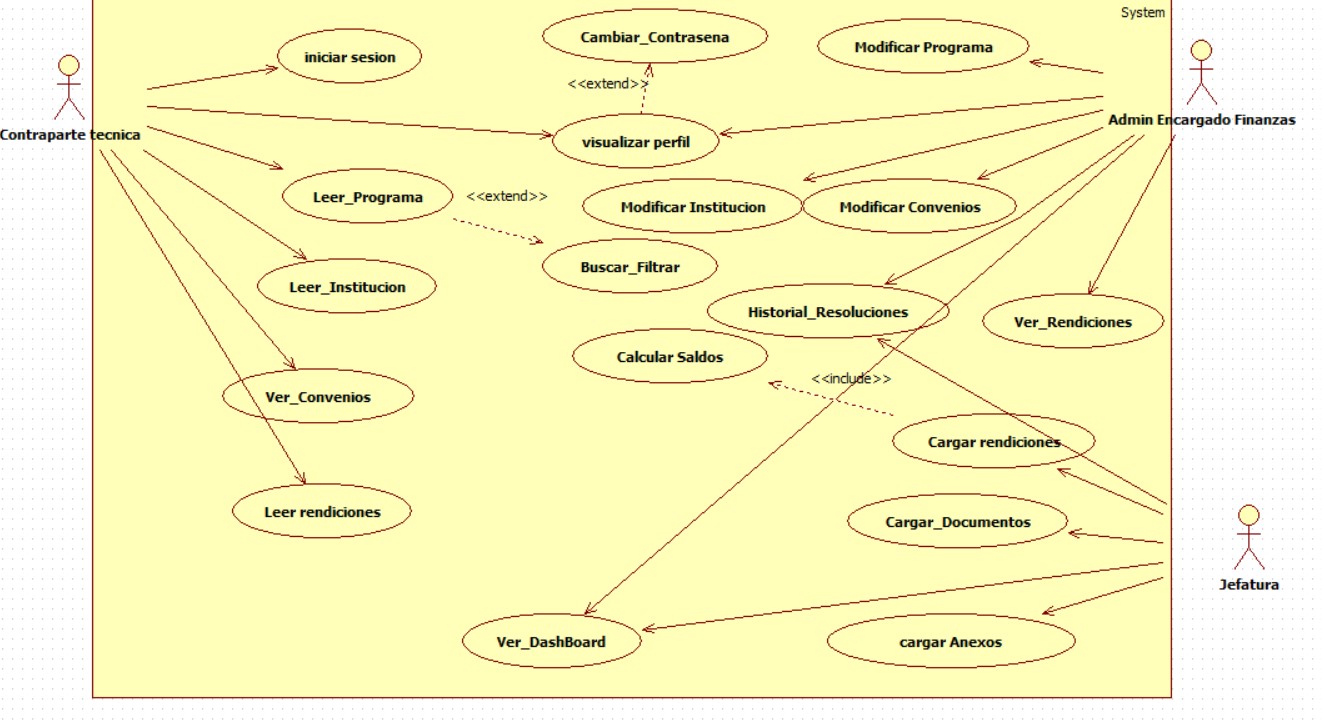 System
Cambiar_Contrasena
iniciar sesion
Modificar Programa
<<extend>>
Contraparte tecnica
Admin Encargado Finanzas
visualizar perfil
Leer_Programa
<<extend>>
Modificar Institucion
Modificar Convenios
Buscar_Filtrar
Leer_Institucion
Historial_Resoluciones
Ver_Rendiciones
Calcular Saldos
<<include>>
Ver_Convenios
Cargar rendiciones
Leer rendiciones
Cargar_Documentos
Jefatura
Ver_DashBoard
cargar Anexos